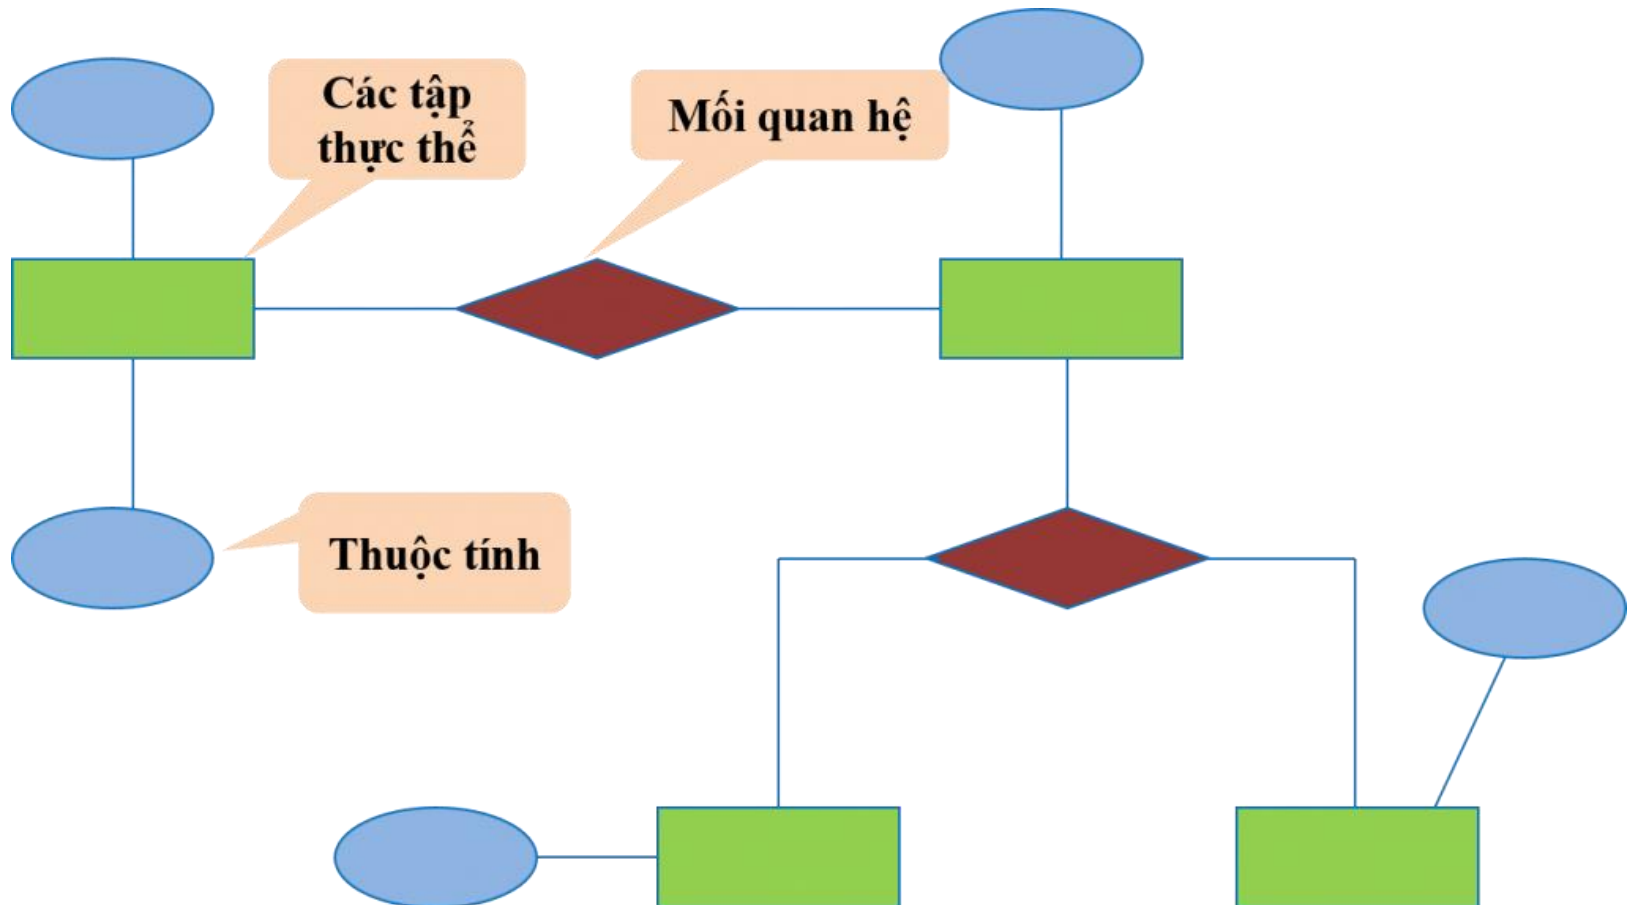 Các tập
thực thể
Mối quan hệ
Thuộc tính